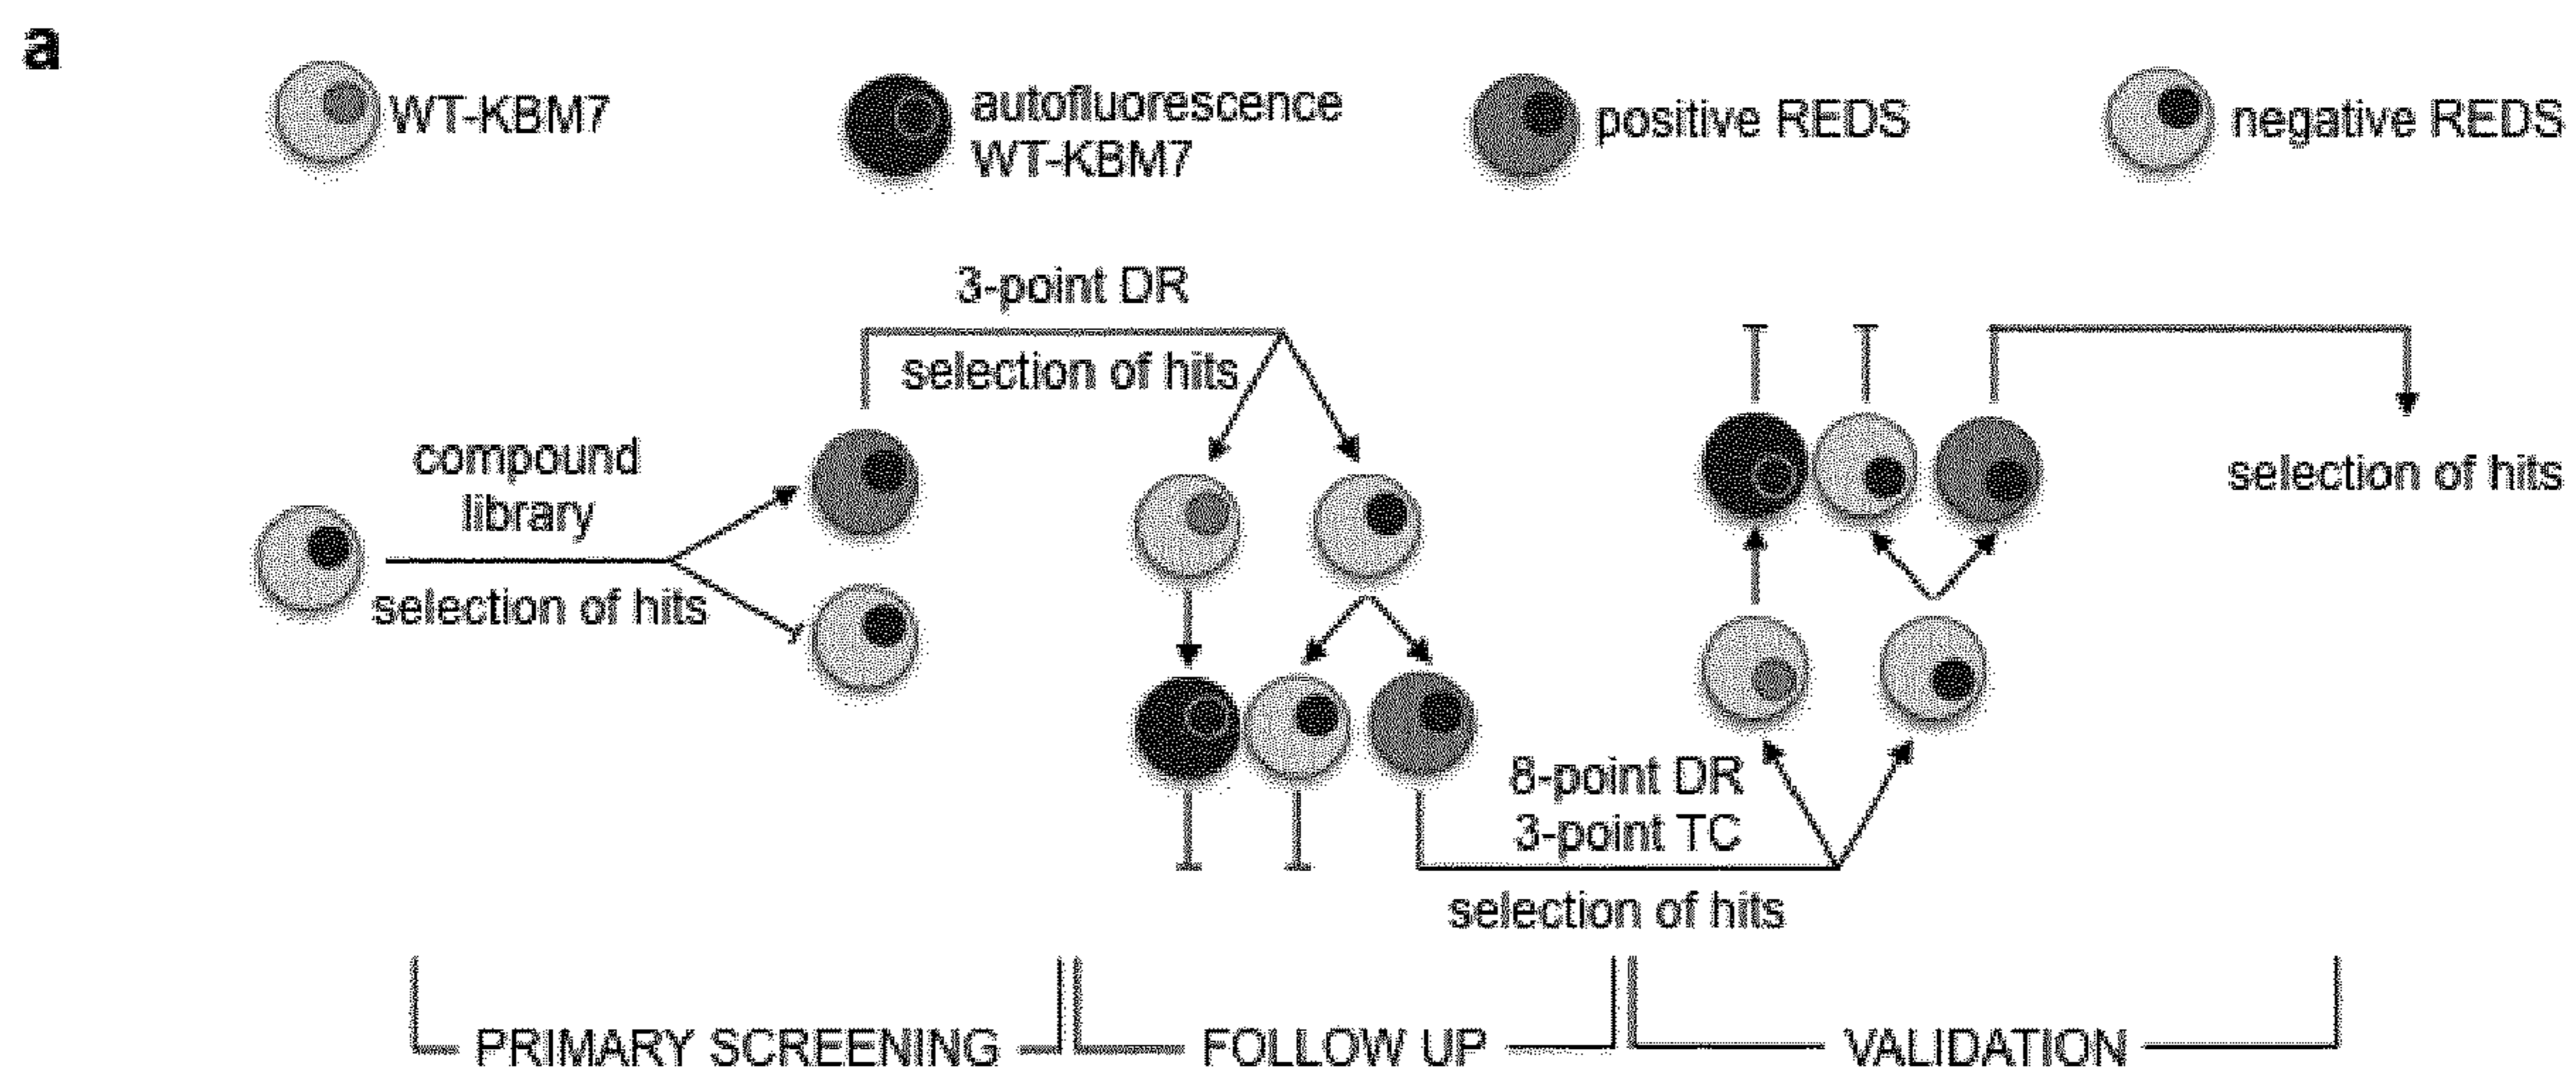 a
WT-KBM7
autofluorescence
WT-KBM7
positive REDS
negative REDS
3-point DR
selection of hits
compound
library
selection of hits
selection of hits
8-point DR
3-point TC
selection of hits
PRIMARY SCREENING
FOLLOW UP
VALIDATION